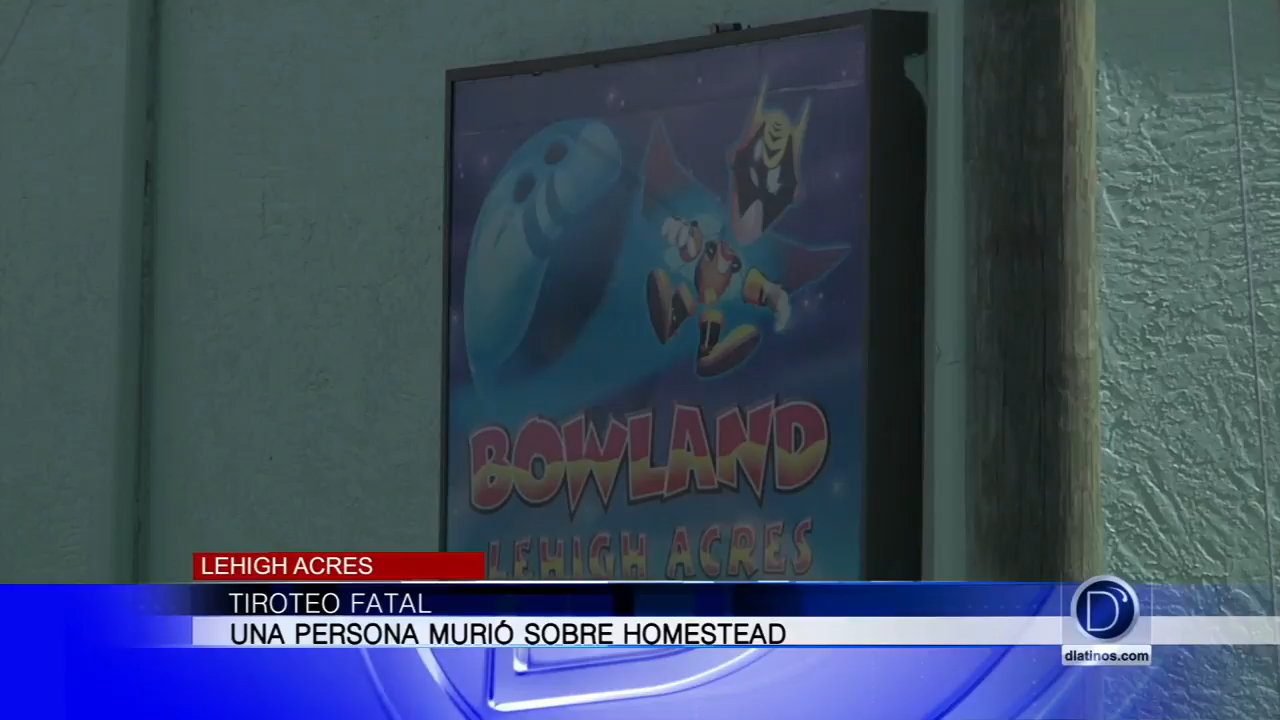 BOWLAND
LEHIGH ACRES
LEHIGH ACRES
TIROTEO FATAL
UNA PERSONA MURIÓ SOBRE HOMESTEAD
D
dlatinos.com